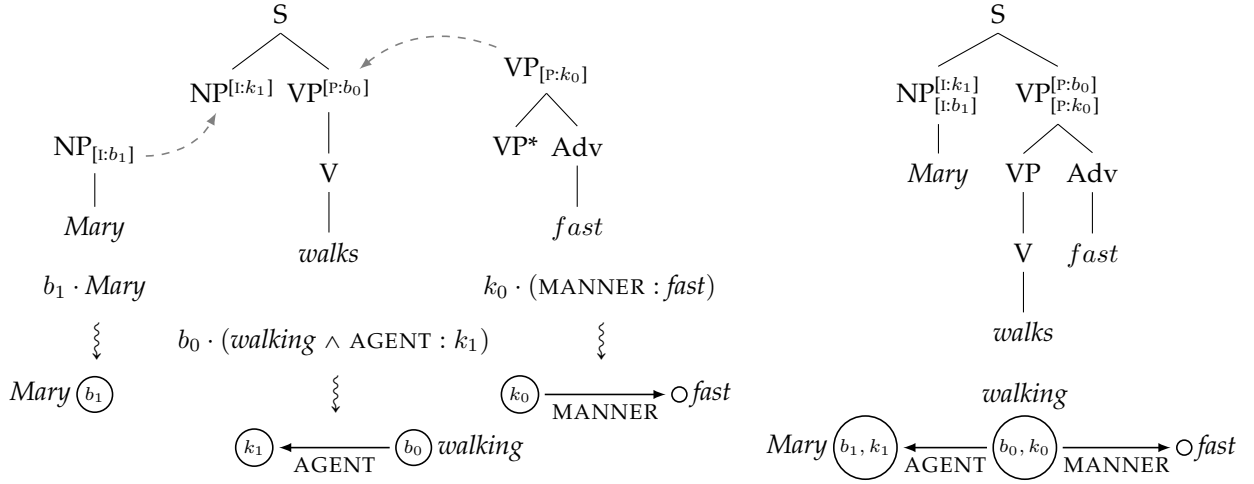 S S
NP[I:k₁] VP[P:b₀] VP[P:k₀] NP[I:k₁][I:b₁] VP[P:b₀][P:k₀]
NP[I:b₁] V VP* Adv Mary VP Adv
Mary walks fast V fast
b₁ · Mary k₀ · (MANNER : fast)
b₀ · (walking ∧ AGENT : k₁) walks
Mary b₁ k₀ MANNER fast walking
k₁ AGENT b₀ walking Mary b₁, k₁ AGENT b₀, k₀ MANNER fast